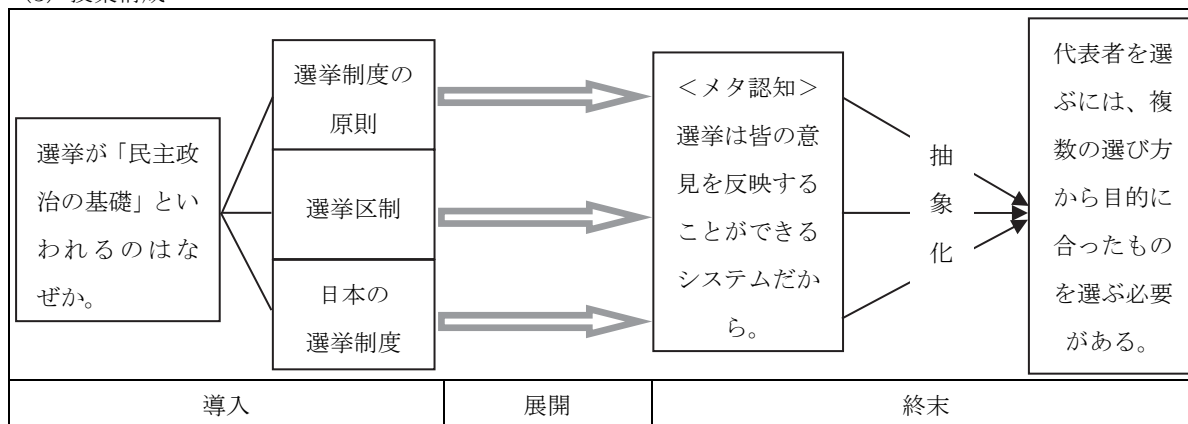 選挙が「民主政
治の基礎」とい
われるのはな
ぜか。
選挙制度の
原則
選挙区制
日本の
選挙制度
<メタ認知>
選挙は皆の意
見を反映する
ことができる
システムだか
ら。
抽
象
化
代表者を選
ぶには、複
数の選び方
から目的に
合ったもの
を選ぶ必要
がある。
導入
展開
終末